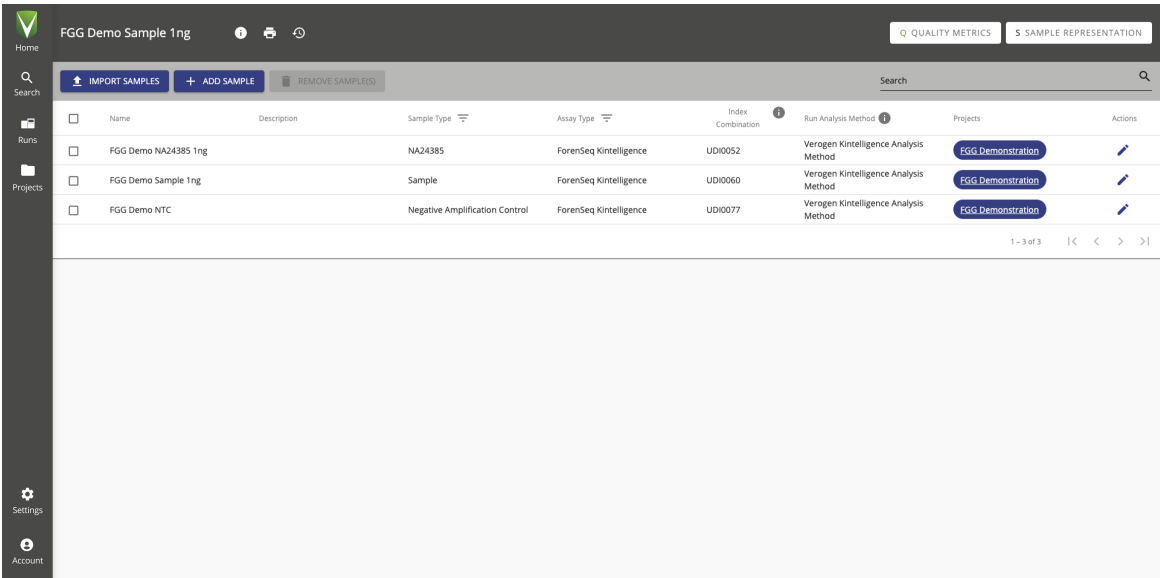 Home
Search
Runs
Projects
Settings
Account
FGG Demo Sample 1ng
Q QUALITY METRICS
S SAMPLE REPRESENTATION
IMPORT SAMPLES
+ ADD SAMPLE
REMOVE SAMPLE(S)
Search
Name Description Sample Type Assay Type Index Combination Run Analysis Method Projects Actions
FGG Demo NA24385 1ng NA24385 ForenSeq Kintelligence UDI0052 Verogen Kintelligence Analysis Method FGG Demonstration
FGG Demo Sample 1ng Sample ForenSeq Kintelligence UDI0060 Verogen Kintelligence Analysis Method FGG Demonstration
FGG Demo NTC Negative Amplification Control ForenSeq Kintelligence UDI0077 Verogen Kintelligence Analysis Method FGG Demonstration
1 – 3 of 3